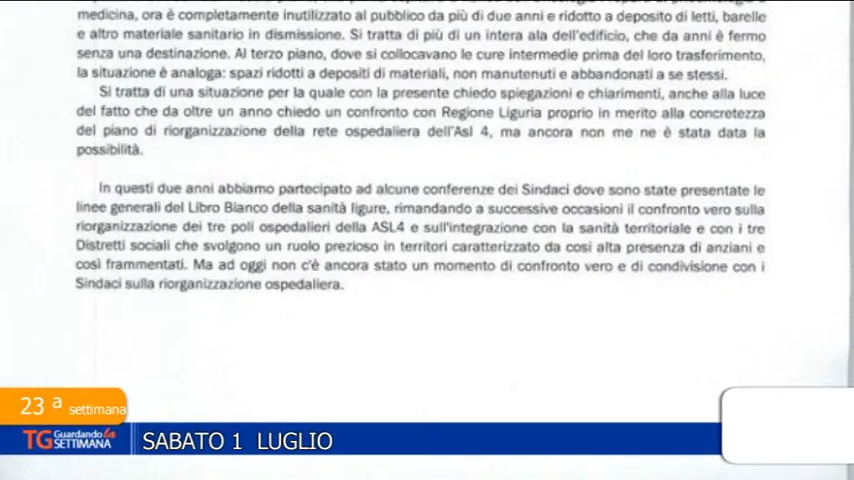 medicina, ora è completamente inutilizzato al pubblico da più di due anni e ridotto a deposito di letti, barelle
e altro materiale sanitario in dismissione. Si tratta di più di un intera ala dell'edificio, che da anni è fermo
senza una destinazione. Al terzo piano, dove si collocavano le cure intermedie prima del loro trasferimento,
la situazione è analoga: spazi ridotti a depositi di materiali, non manutenuti e abbandonati a se stessi.
Si tratta di una situazione per la quale con la presente chiedo spiegazioni e chiarimenti, anche alla luce
del fatto che da oltre un anno chiedo un confronto con Regione Liguria proprio in merito alla concretezza
del piano di riorganizzazione della rete ospedaliera dell'Asl 4, ma ancora non me ne è stata data la
possibilità.
In questi due anni abbiamo partecipato ad alcune conferenze dei Sindaci dove sono state presentate le
linee generali del Libro Bianco della sanità ligure, rimandando a successive occasioni il confronto vero sulla
riorganizzazione dei tre poli ospedalieri della ASL4 e sull'integrazione con la sanità territoriale e con i tre
Distretti sociali che svolgono un ruolo prezioso in territori caratterizzato da così alta presenza di anziani e
così frammentati. Ma ad oggi non c'è ancora stato un momento di confronto vero e di condivisione con i
Sindaci sulla riorganizzazione ospedaliera.
23 ª settimana
TG Guardando la SETTIMANA
SABATO 1 LUGLIO